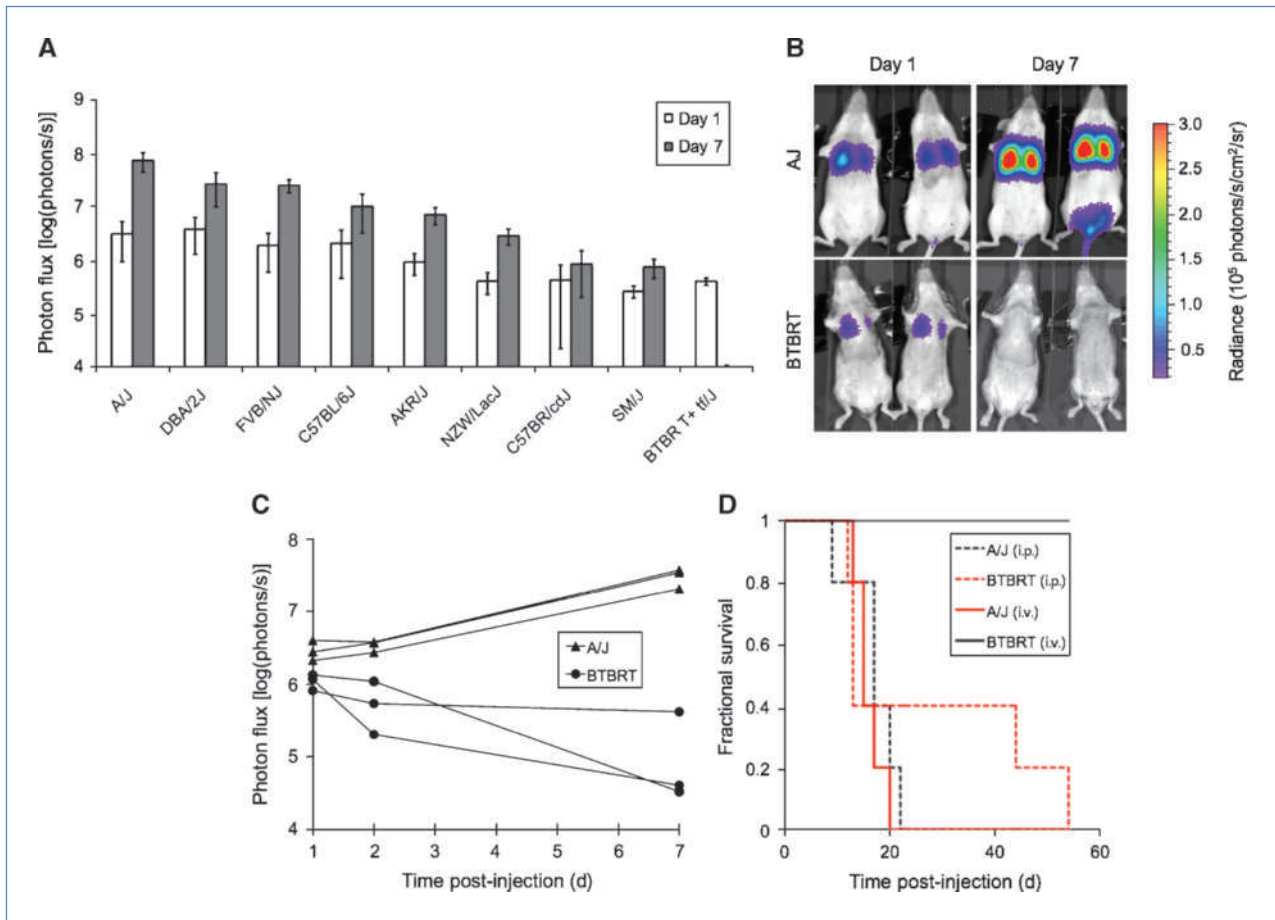 A
Photon flux [log(photons/s)]
9
8
7
6
5
4
Day 1
Day 7
A/J
DBA/2J
FVB/NJ
C57BL/6J
AKR/J
NZW/LacJ
C57BR/cdJ
SM/J
BTBR T+ tf/J
B
Day 1
Day 7
AJ
BTBRT
3.0
2.5
2.0
1.5
1.0
0.5
Radiance (10⁵ photons/s/cm²/sr)
C
Photon flux [log(photons/s)]
8
7
6
5
4
A/J
BTBRT
1 2 3 4 5 6 7
Time post-injection (d)
D
Fractional survival
1
0.8
0.6
0.4
0.2
0
A/J (i.p.)
BTBRT (i.p.)
A/J (i.v.)
BTBRT (i.v.)
0 20 40 60
Time post-injection (d)